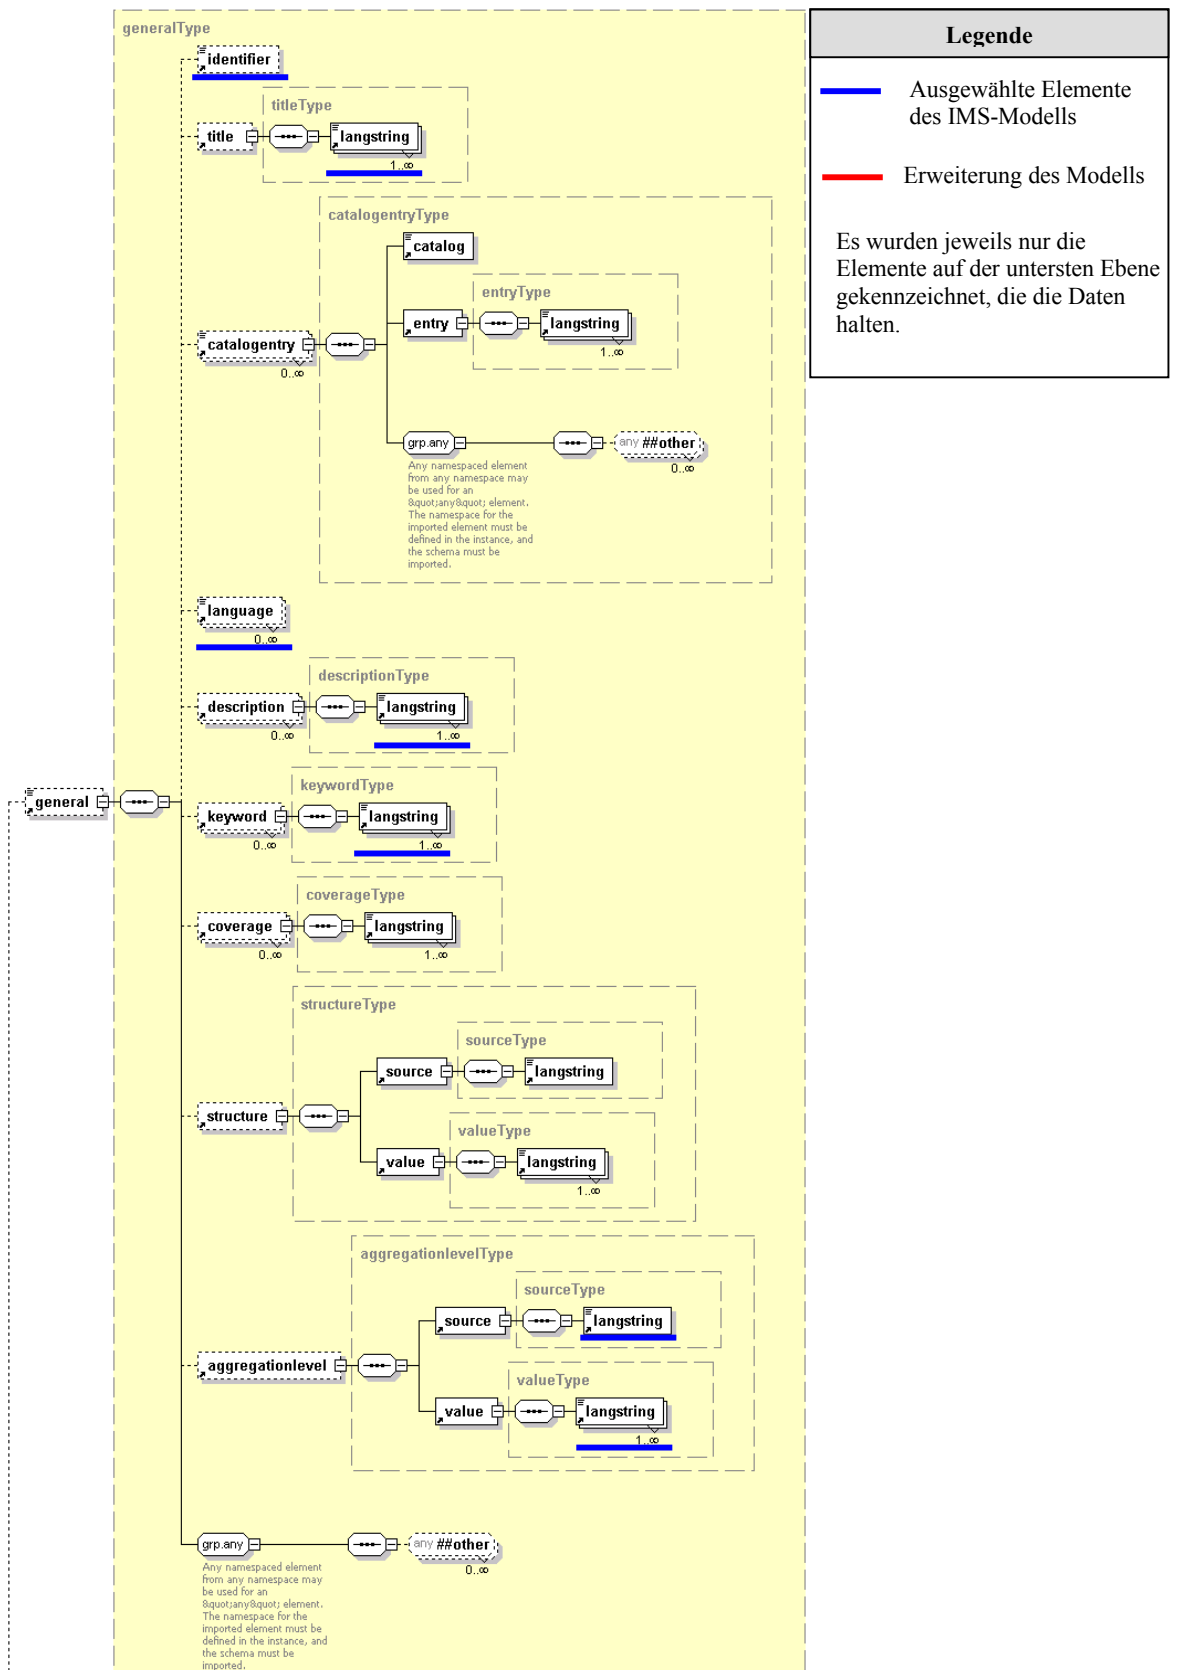 generalType
identifier
titleType
title
langstring
1..∞
catalogentryType
catalog
entryType
entry
langstring
1..∞
catalogentry
0..∞
grp.any
any ##other
0..∞
Any namespaced element
from any namespace may
be used for an
&quot;any&quot; element.
The namespace for the
imported element must be
defined in the instance, and
the schema must be
imported.
language
0..∞
descriptionType
description
0..∞
langstring
1..∞
general
keywordType
keyword
0..∞
langstring
1..∞
coverageType
coverage
0..∞
langstring
1..∞
structureType
sourceType
source
langstring
structure
valueType
value
langstring
1..∞
aggregationlevelType
sourceType
source
langstring
aggregationlevel
valueType
value
langstring
1..∞
grp.any
any ##other
0..∞
Any namespaced element
from any namespace may
be used for an
&quot;any&quot; element.
The namespace for the
imported element must be
defined in the instance, and
the schema must be
imported.
Legende
Ausgewählte Elemente
des IMS-Modells
Erweiterung des Modells
Es wurden jeweils nur die
Elemente auf der untersten Ebene
gekennzeichnet, die die Daten
halten.